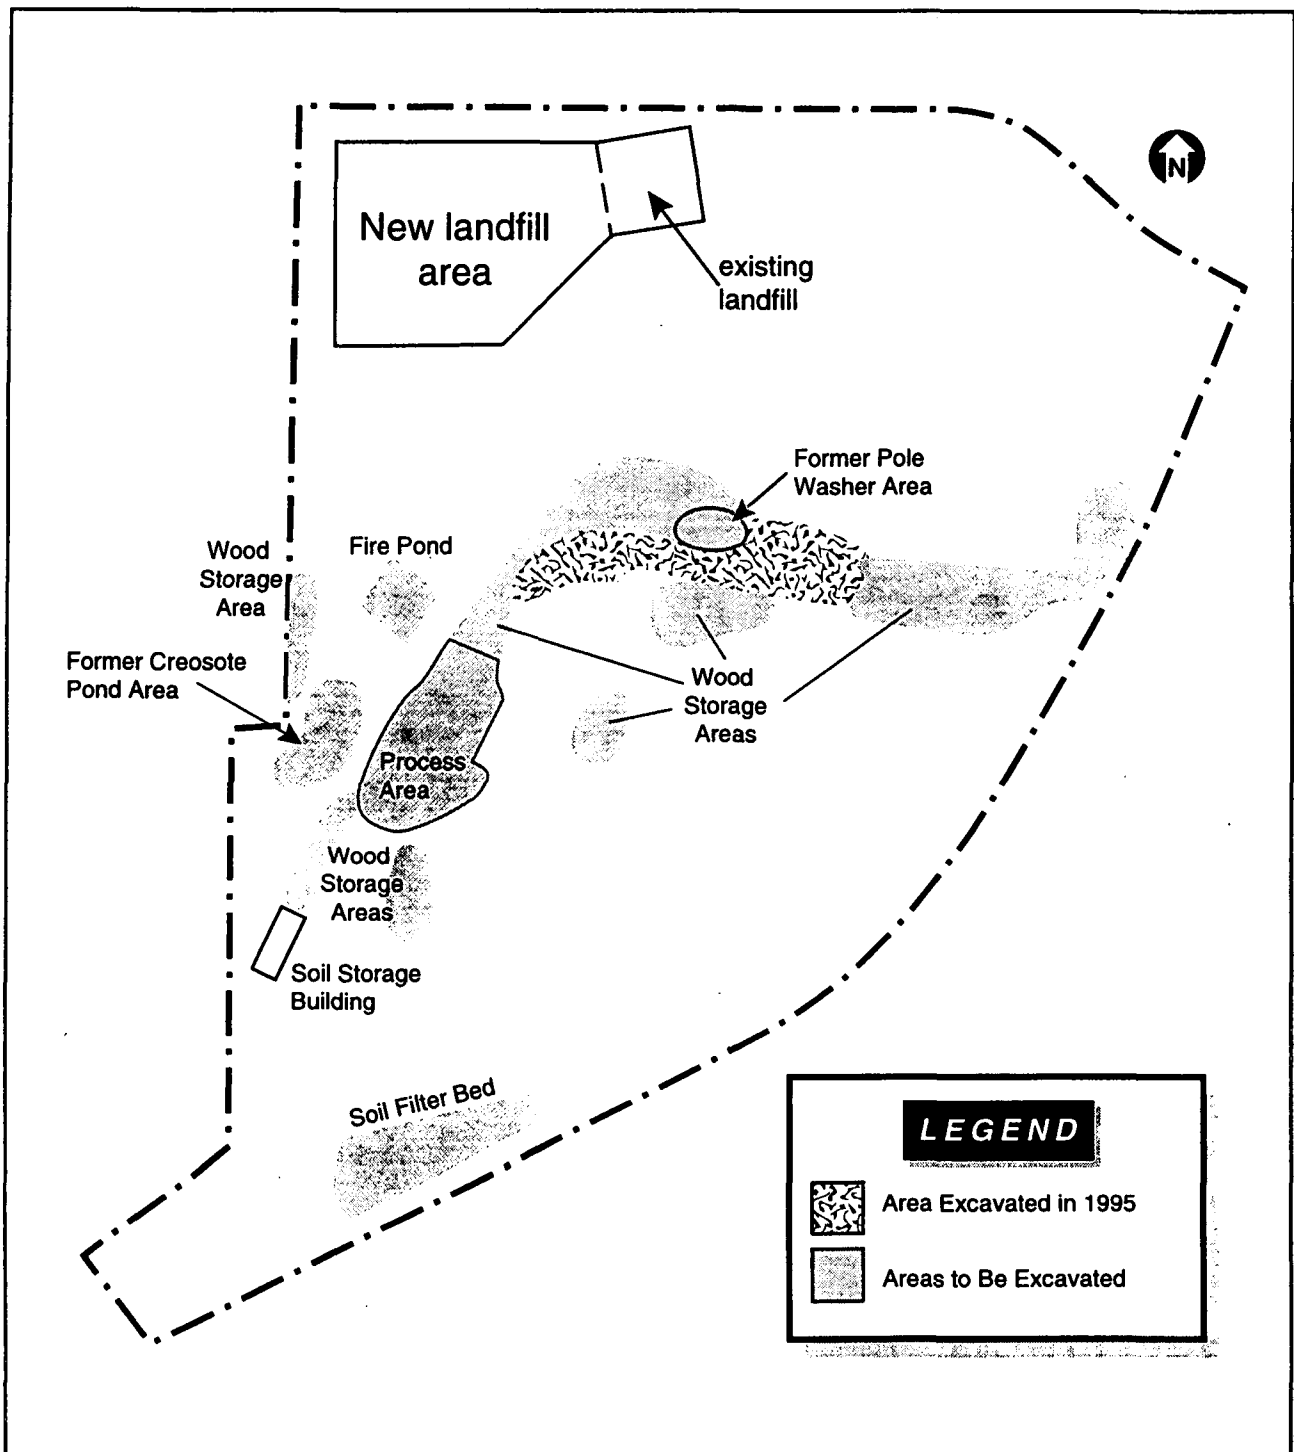 N
New landfill
area
existing
landfill
Former Pole
Washer Area
Wood
Storage
Area
Fire Pond
Former Creosote
Pond Area
Wood
Storage
Areas
Process
Area
Wood
Storage
Areas
Soil Storage
Building
Soil Filter Bed
LEGEND
Area Excavated in 1995
Areas to Be Excavated